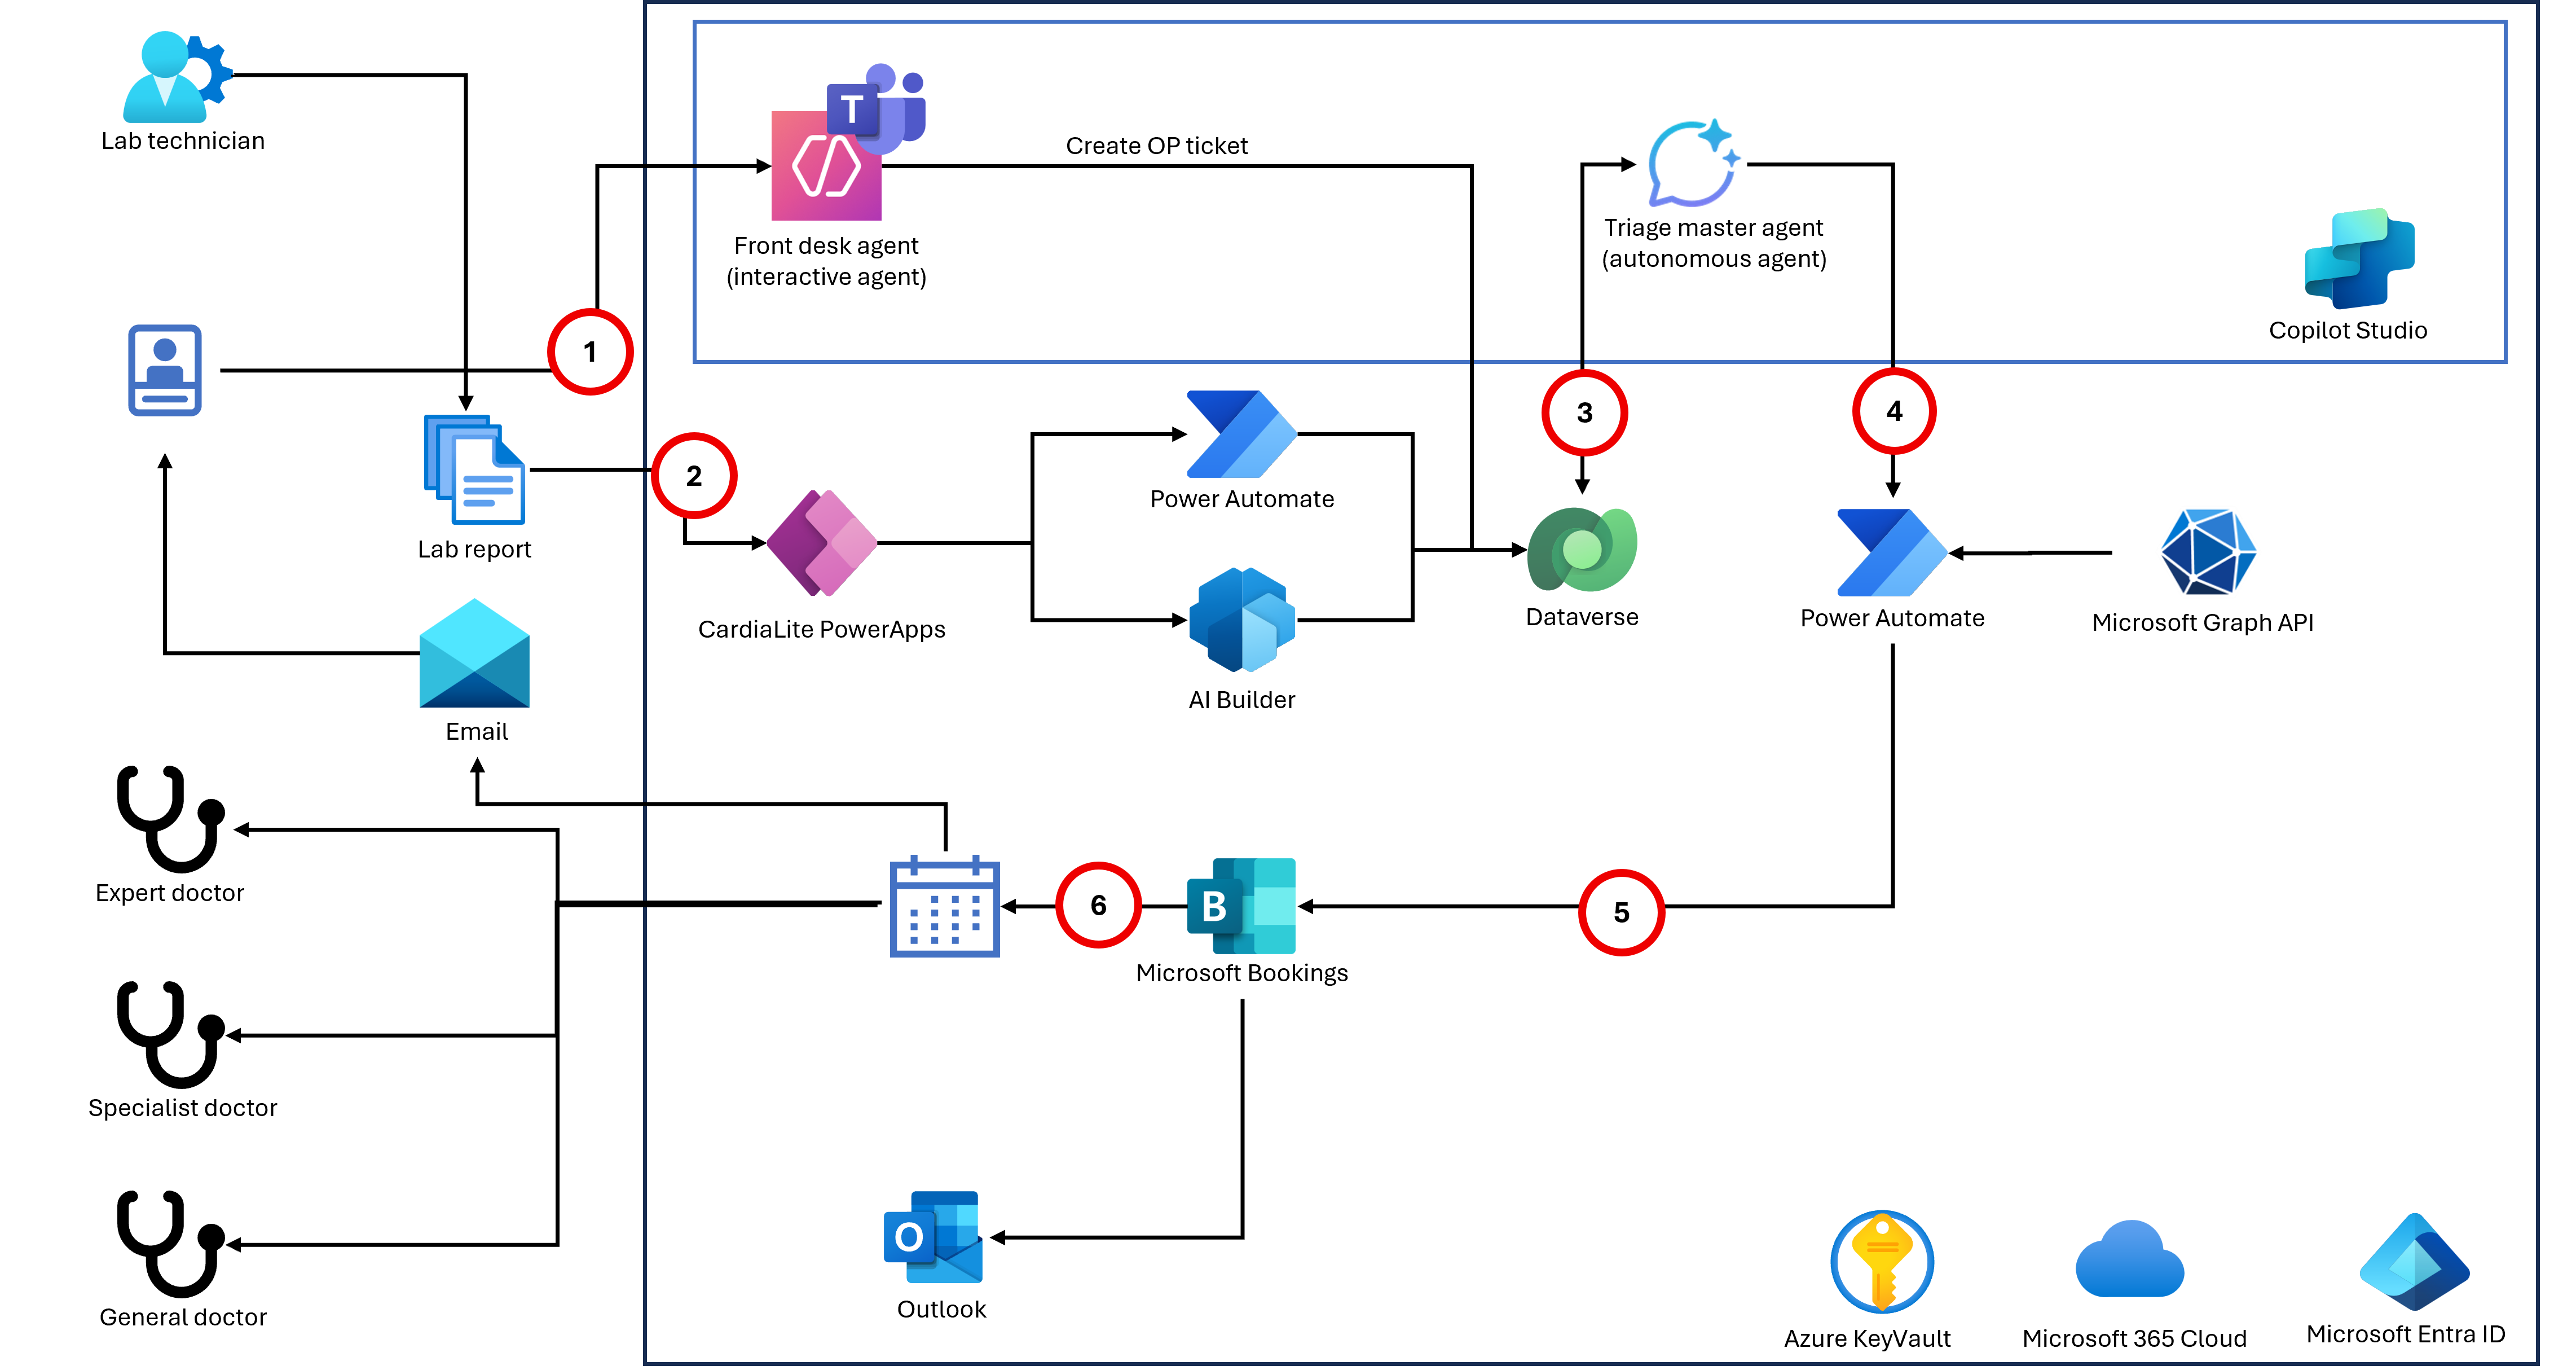 Lab technician
T
Create OP ticket
Front desk agent
(interactive agent)
Triage master agent
(autonomous agent)
Copilot Studio
1
2
3
4
Lab report
Power Automate
CardiaLite PowerApps
AI Builder
Dataverse
Power Automate
Microsoft Graph API
Email
Expert doctor
6
B
5
Microsoft Bookings
Specialist doctor
O
Outlook
General doctor
Azure KeyVault
Microsoft 365 Cloud
Microsoft Entra ID